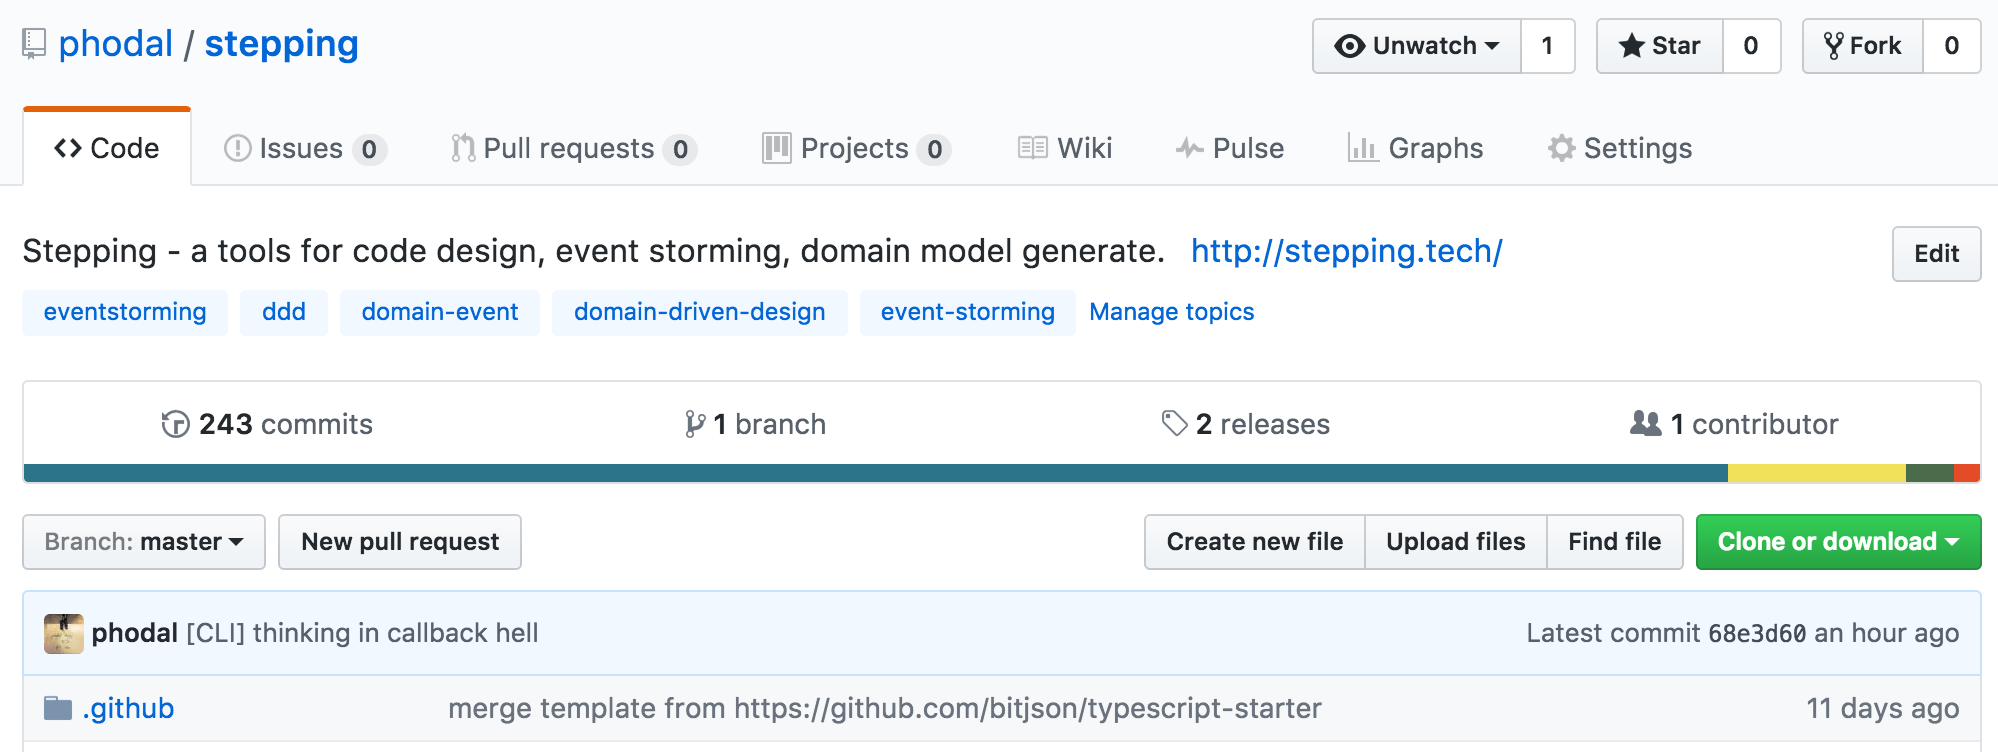 phodal / stepping Unwatch 1 Star 0 Fork 0
Code Issues 0 Pull requests 0 Projects 0 Wiki Pulse Graphs Settings
Stepping - a tools for code design, event storming, domain model generate. http://stepping.tech/ Edit
eventstorming ddd domain-event domain-driven-design event-storming Manage topics
243 commits 1 branch 2 releases 1 contributor
Branch: master New pull request Create new file Upload files Find file Clone or download
phodal [CLI] thinking in callback hell Latest commit 68e3d60 an hour ago
.github merge template from https://github.com/bitjson/typescript-starter 11 days ago